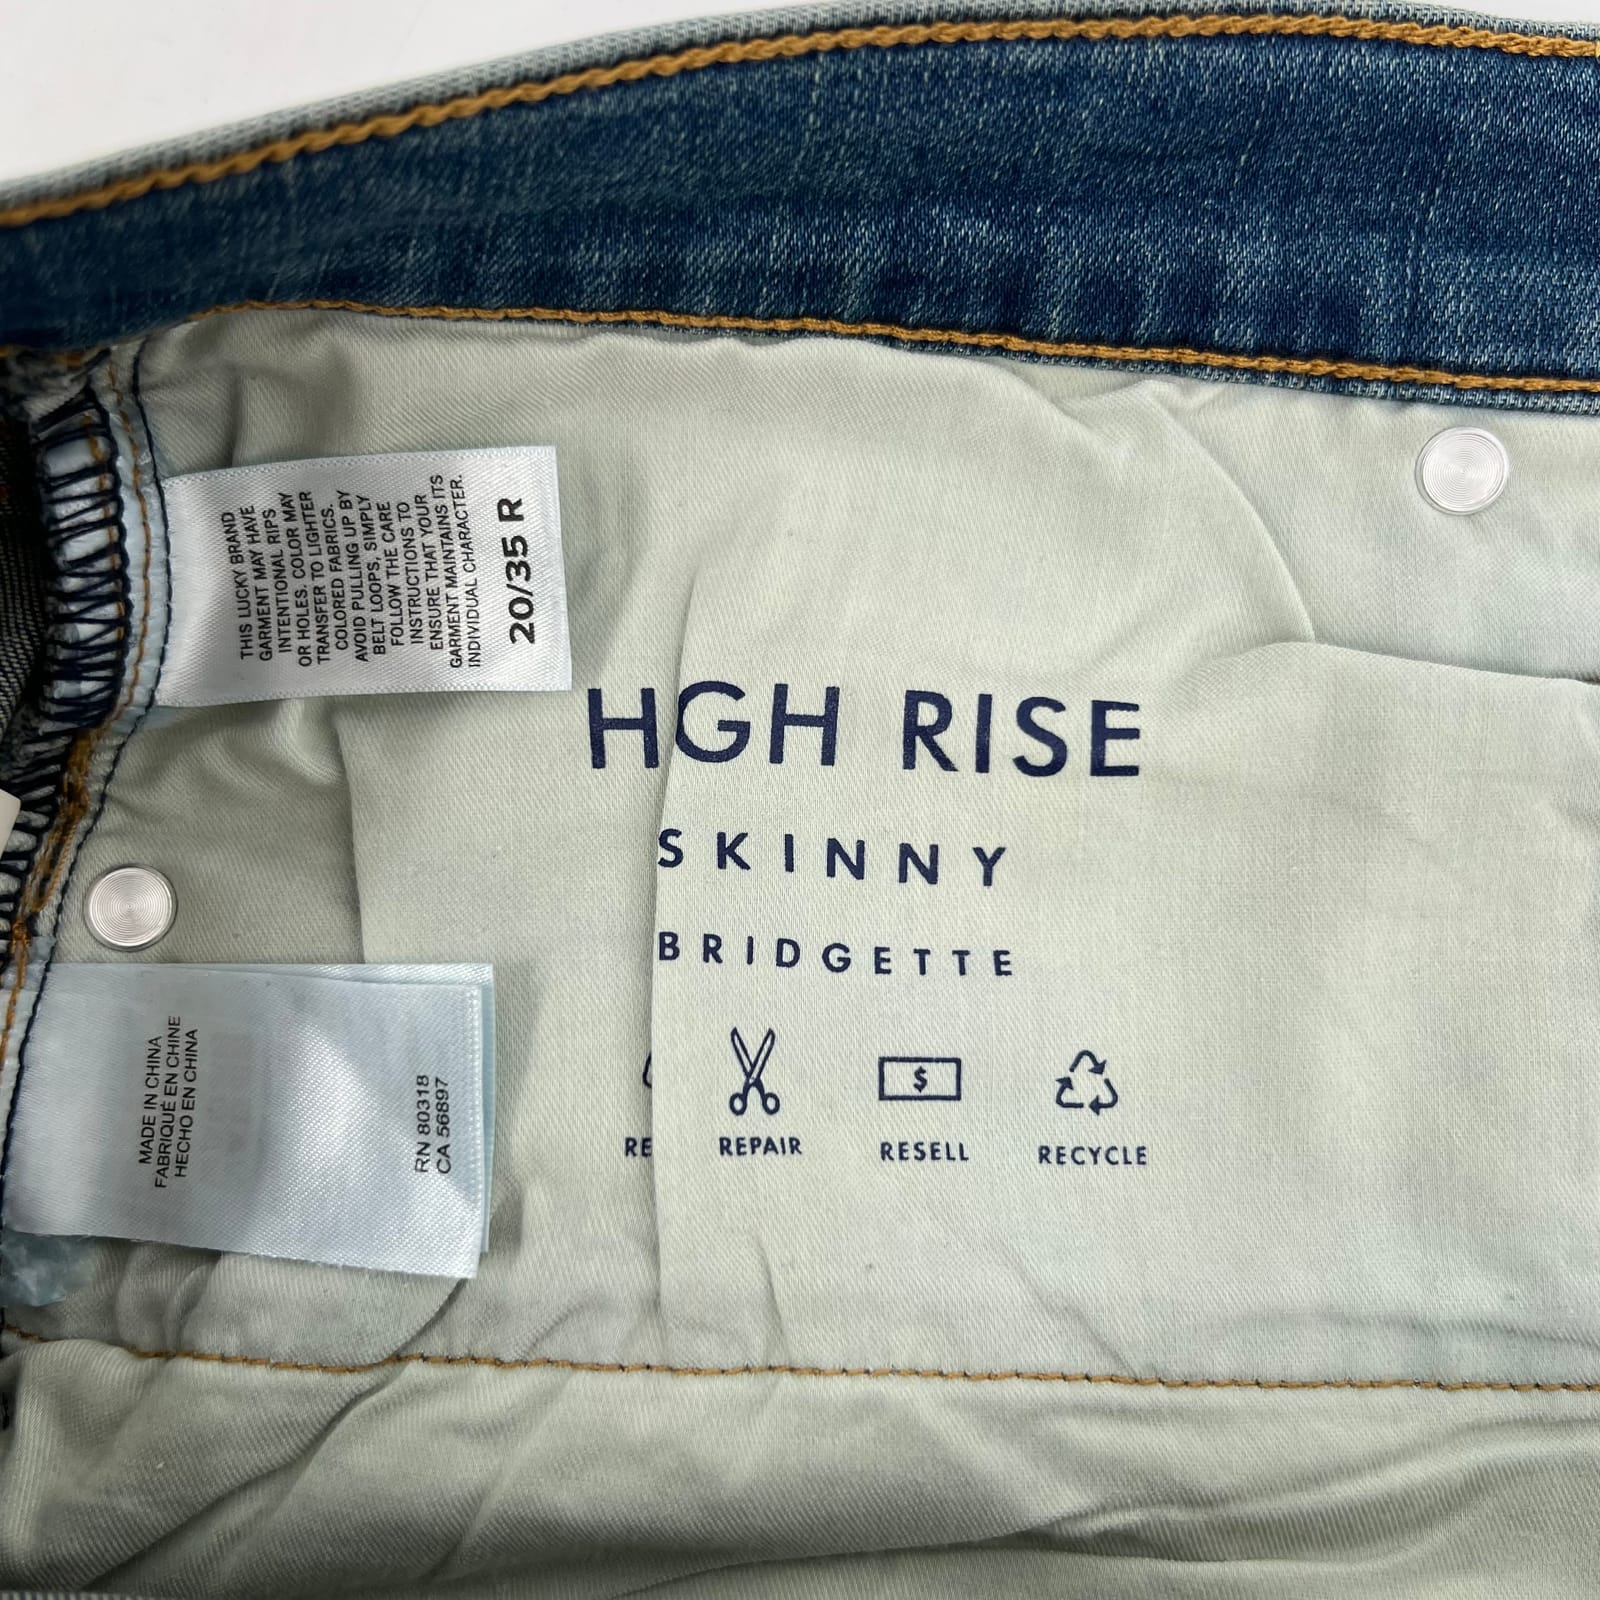 THIS LUCKY BRAND
GARMENT MAY HAVE
INTENTIONAL RIPS
OR HOLES. COLOR MAY
TRANSFER TO LIGHTER
COLORED FABRICS.
AVOID PULLING UP BY
BELT LOOPS, SIMPLY
FOLLOW THE CARE
INSTRUCTIONS TO
ENSURE THAT YOUR
GARMENT MAINTAINS ITS
INDIVIDUAL CHARACTER.
20/35 R
HGH RISE
SKINNY
BRIDGETTE
$
RE REPAIR RESELL RECYCLE
MADE IN CHINA
FABRIQUÉ EN CHINE
HECHO EN CHINA
RN 80318
CA 56897